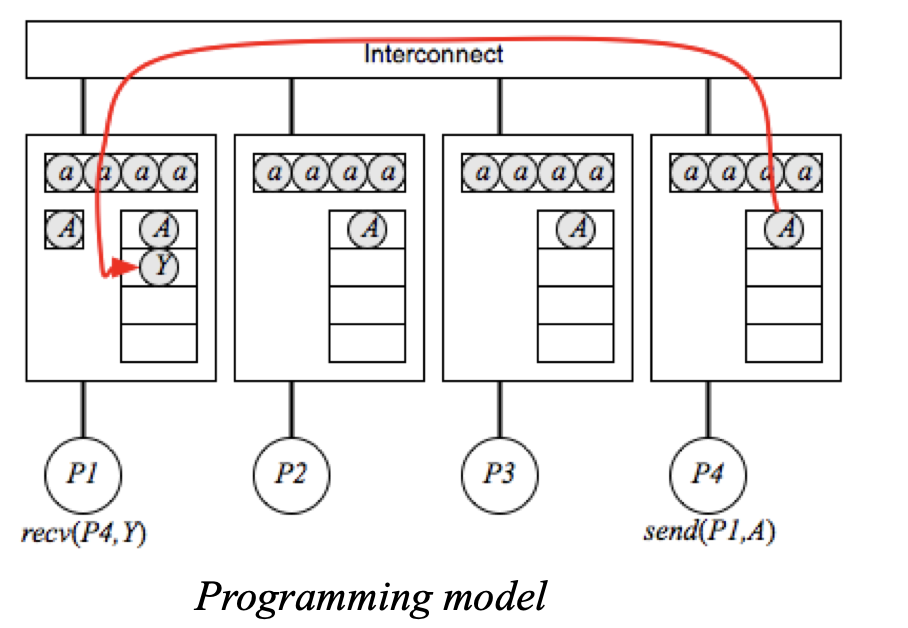 Interconnect
a a a a a a a a a a a a a a a a
A A A A A
Y
P1 P2 P3 P4
recv(P4,Y) send(P1,A)
Programming model